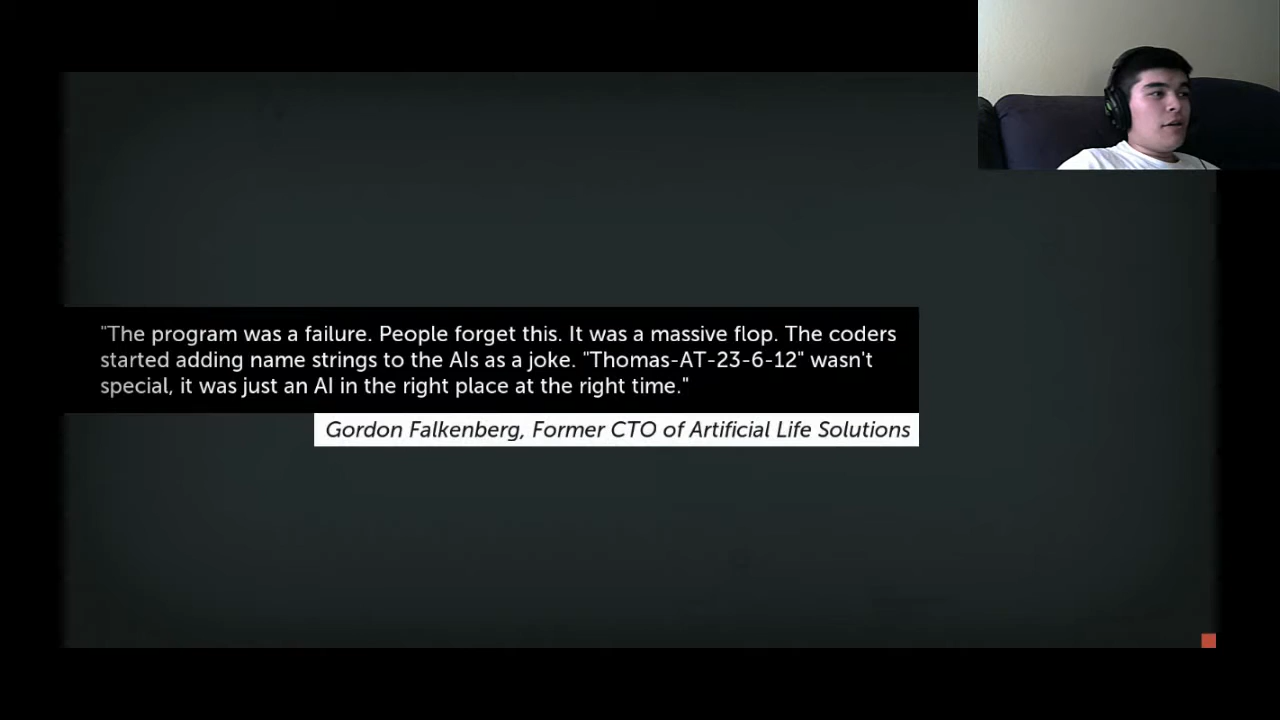 "The program was a failure. People forget this. It was a massive flop. The coders
started adding name strings to the AIs as a joke. "Thomas-AT-23-6-12" wasn't
special, it was just an AI in the right place at the right time."
Gordon Falkenberg, Former CTO of Artificial Life Solutions